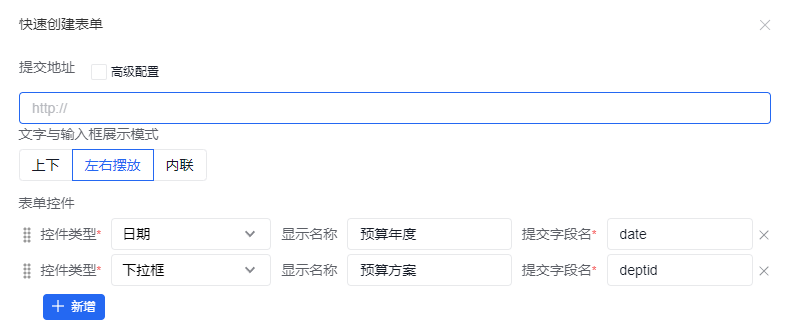 快速创建表单
提交地址 高级配置
http://
文字与输入框展示模式
上下 左右摆放 内联
表单控件
控件类型* 日期 显示名称 预算年度 提交字段名* date
控件类型* 下拉框 显示名称 预算方案 提交字段名* deptid
新增